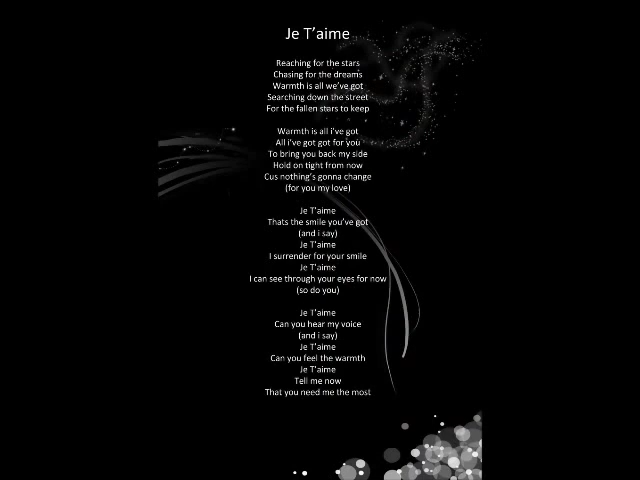 Je T'aime
Reaching for the stars
Chasing for the dreams
Warmth is all we've got
Searching down the street
For the fallen stars to keep
Warmth is all i've got
All i've got got for you
To bring you back my side
Hold on tight from now
Cus nothing's gonna change
(for you my love)
Je T'aime
Thats the smile you've got
(and i say)
Je T'aime
I surrender for your smile
Je T'aime
I can see through your eyes for now
(so do you)
Je T'aime
Can you hear my voice
(and i say)
Je T'aime
Can you feel the warmth
Je T'aime
Tell me now
That you need me the most